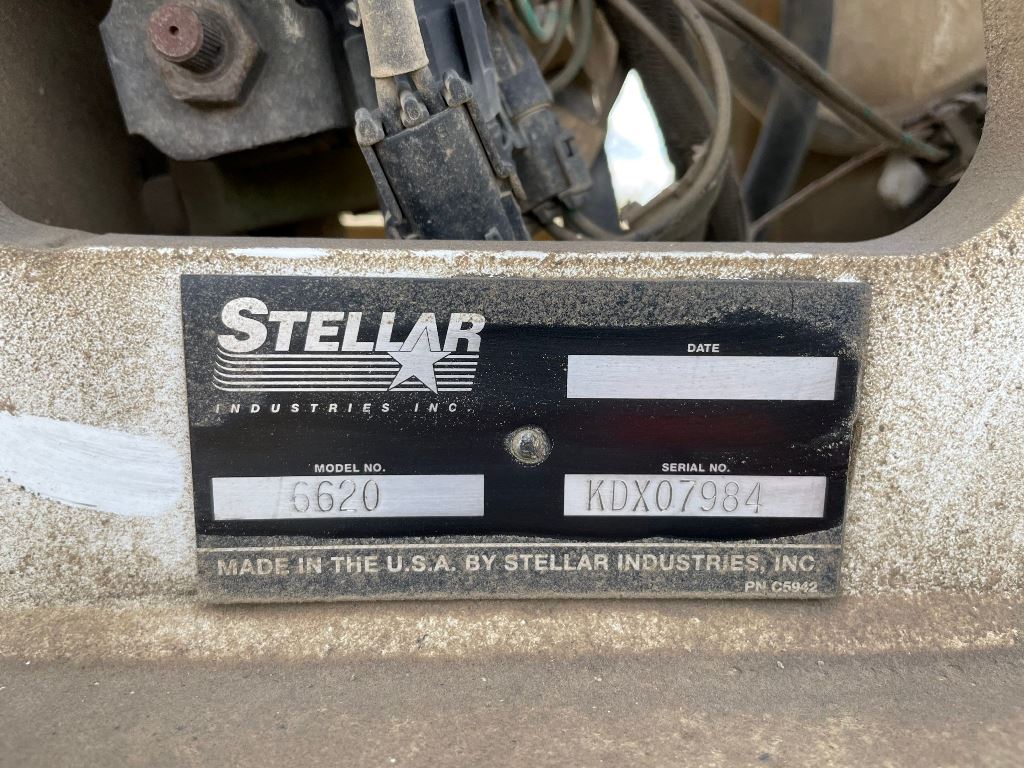 STELLAR
INDUSTRIES INC.
DATE
MODEL NO.
6620
SERIAL NO.
KDX07984
MADE IN THE U.S.A. BY STELLAR INDUSTRIES, INC
PN C5942